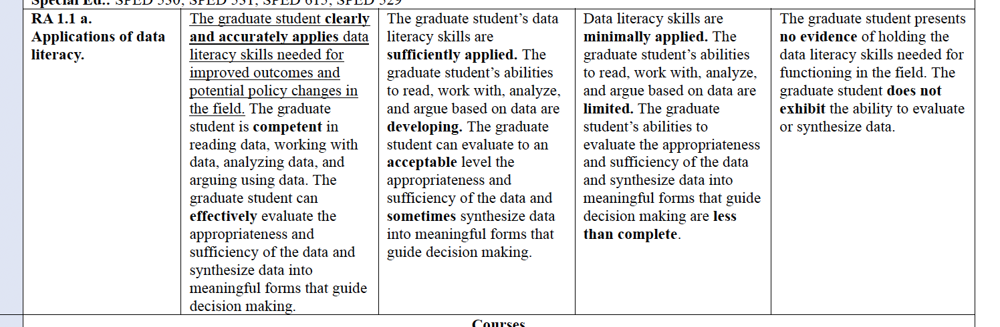 Special Ed.: SPED 530, SPED 531, SPED 615, SPED 529
RA 1.1 a.
Applications of data
literacy.
The graduate student clearly
and accurately applies data
literacy skills needed for
improved outcomes and
potential policy changes in
the field. The graduate
student is competent in
reading data, working with
data, analyzing data, and
arguing using data. The
graduate student can
effectively evaluate the
appropriateness and
sufficiency of the data and
synthesize data into
meaningful forms that guide
decision making.
The graduate student’s data
literacy skills are
sufficiently applied. The
graduate student’s abilities
to read, work with, analyze,
and argue based on data are
developing. The graduate
student can evaluate to an
acceptable level the
appropriateness and
sufficiency of the data and
sometimes synthesize data
into meaningful forms that
guide decision making.
Data literacy skills are
minimally applied. The
graduate student’s abilities
to read, work with, analyze,
and argue based on data are
limited. The graduate
student’s abilities to
evaluate the appropriateness
and sufficiency of the data
and synthesize data into
meaningful forms that guide
decision making are less
than complete.
The graduate student presents
no evidence of holding the
data literacy skills needed for
functioning in the field. The
graduate student does not
exhibit the ability to evaluate
or synthesize data.
Courses